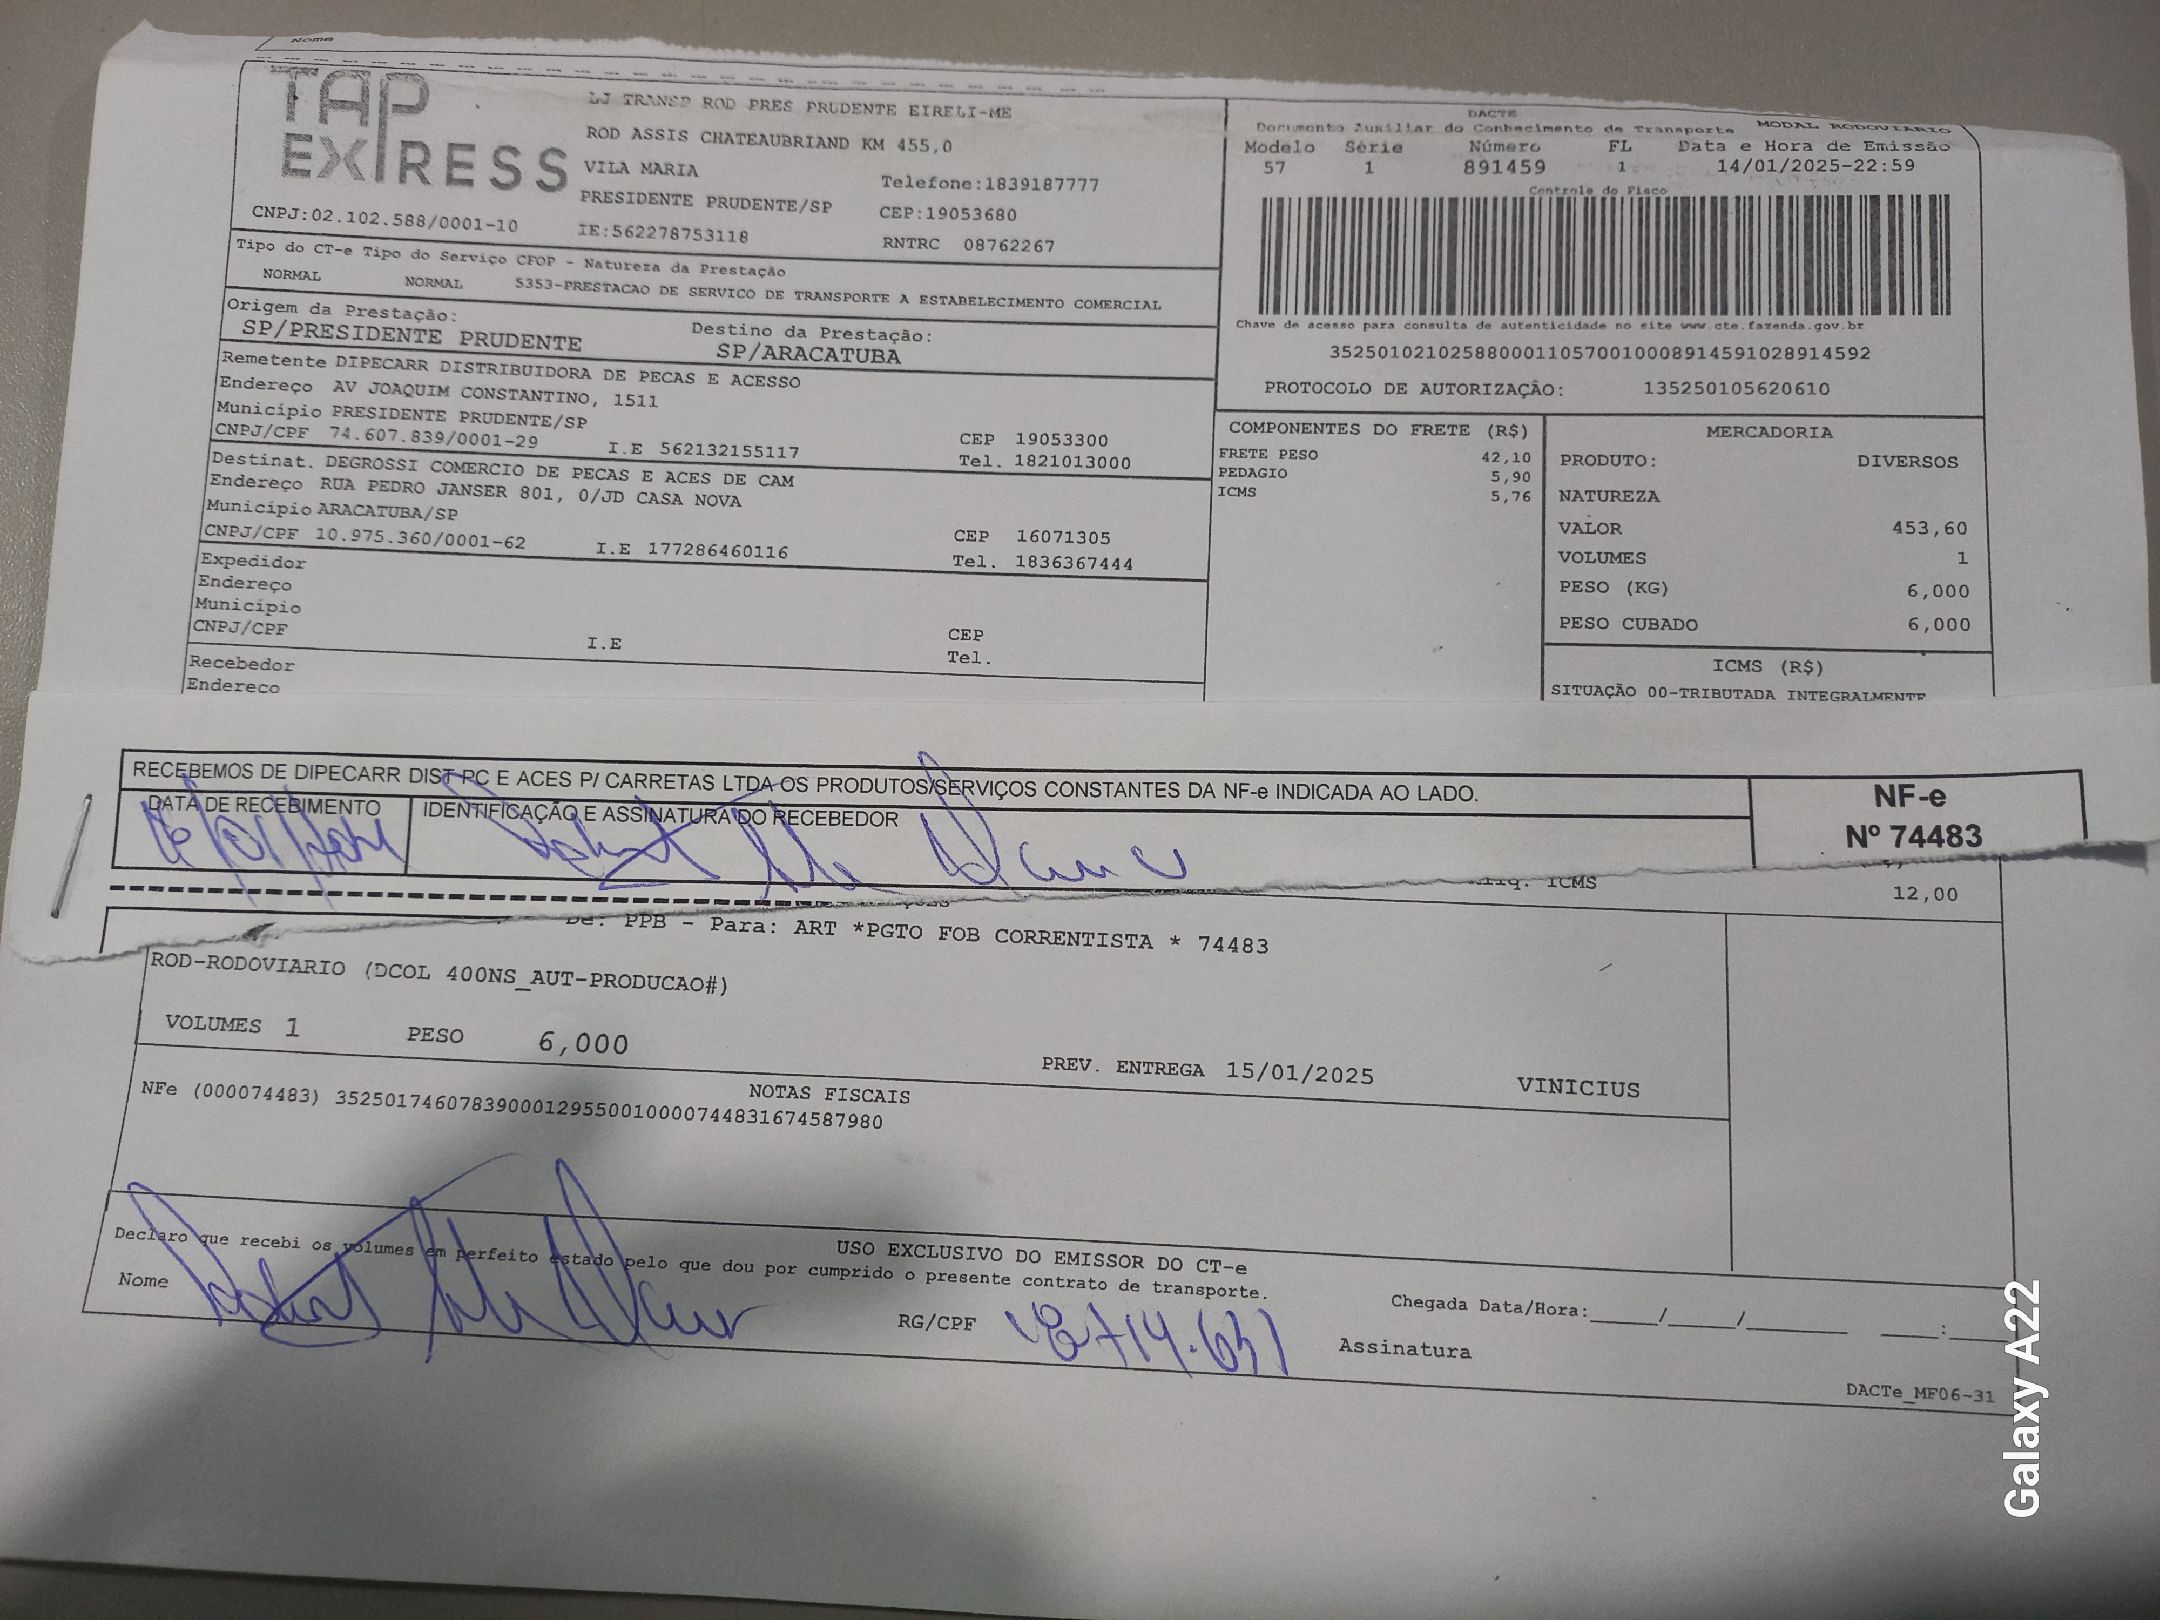 Nome
TAP EXPRESS
LJ TRANSP ROD PRES PRUDENTE EIRELI-ME
ROD ASSIS CHATEAUBRIAND KM 455,0
VILA MARIA Telefone:1839187777
PRESIDENTE PRUDENTE/SP CEP:19053680
CNPJ:02.102.588/0001-10 IE:562278753118 RNTRC 08762267
DACTE
Documento Auxiliar do Conhecimento de Transporte MODAL RODOVIARIO
Modelo Série Número FL Data e Hora de Emissão
57 1 891459 1 14/01/2025-22:59
Controle do Fisco
Chave de acesso para consulta de autenticidade no site www.cte.fazenda.gov.br
35250102102588000110570010008914591028914592
PROTOCOLO DE AUTORIZAÇÃO: 135250105620610
Tipo do CT-e Tipo do Serviço CFOP - Natureza da Prestação
NORMAL NORMAL 5353-PRESTACAO DE SERVICO DE TRANSPORTE A ESTABELECIMENTO COMERCIAL
Origem da Prestação: Destino da Prestação:
SP/PRESIDENTE PRUDENTE SP/ARACATUBA
Remetente DIPECARR DISTRIBUIDORA DE PECAS E ACESSO
Endereço AV JOAQUIM CONSTANTINO, 1511
Município PRESIDENTE PRUDENTE/SP CEP 19053300
CNPJ/CPF 74.607.839/0001-29 I.E 562132155117 Tel. 1821013000
Destinat. DEGROSSI COMERCIO DE PECAS E ACES DE CAM
Endereço RUA PEDRO JANSER 801, 0/JD CASA NOVA
Município ARACATUBA/SP CEP 16071305
CNPJ/CPF 10.975.360/0001-62 I.E 177286460116 Tel. 1836367444
Expedidor
Endereço
Município CEP
CNPJ/CPF I.E Tel.
Recebedor
Endereco
COMPONENTES DO FRETE (R$)
FRETE PESO 42,10
PEDAGIO 5,90
ICMS 5,76
MERCADORIA
PRODUTO: DIVERSOS
NATUREZA
VALOR 453,60
VOLUMES 1
PESO (KG) 6,000
PESO CUBADO 6,000
ICMS (R$)
SITUAÇÃO 00-TRIBUTADA INTEGRALMENTE
RECEBEMOS DE DIPECARR DIST PC E ACES P/ CARRETAS LTDA OS PRODUTOS/SERVIÇOS CONSTANTES DA NF-e INDICADA AO LADO.
DATA DE RECEBIMENTO IDENTIFICAÇÃO E ASSINATURA DO RECEBEDOR
NF-e
Nº 74483
ICMS 12,00
De: PPB - Para: ART *PGTO FOB CORRENTISTA * 74483
ROD-RODOVIARIO (DCOL 400NS_AUT-PRODUCAO#)
VOLUMES 1 PESO 6,000
PREV. ENTREGA 15/01/2025 VINICIUS
NOTAS FISCAIS
NFe (000074483) 35250174607839000129550010000744831674587980
USO EXCLUSIVO DO EMISSOR DO CT-e
Declaro que recebi os volumes em perfeito estado pelo que dou por cumprido o presente contrato de transporte.
Nome RG/CPF Chegada Data/Hora:_____/_____/_______ ____:____
Assinatura
DACTe_MF06-31
Galaxy A22